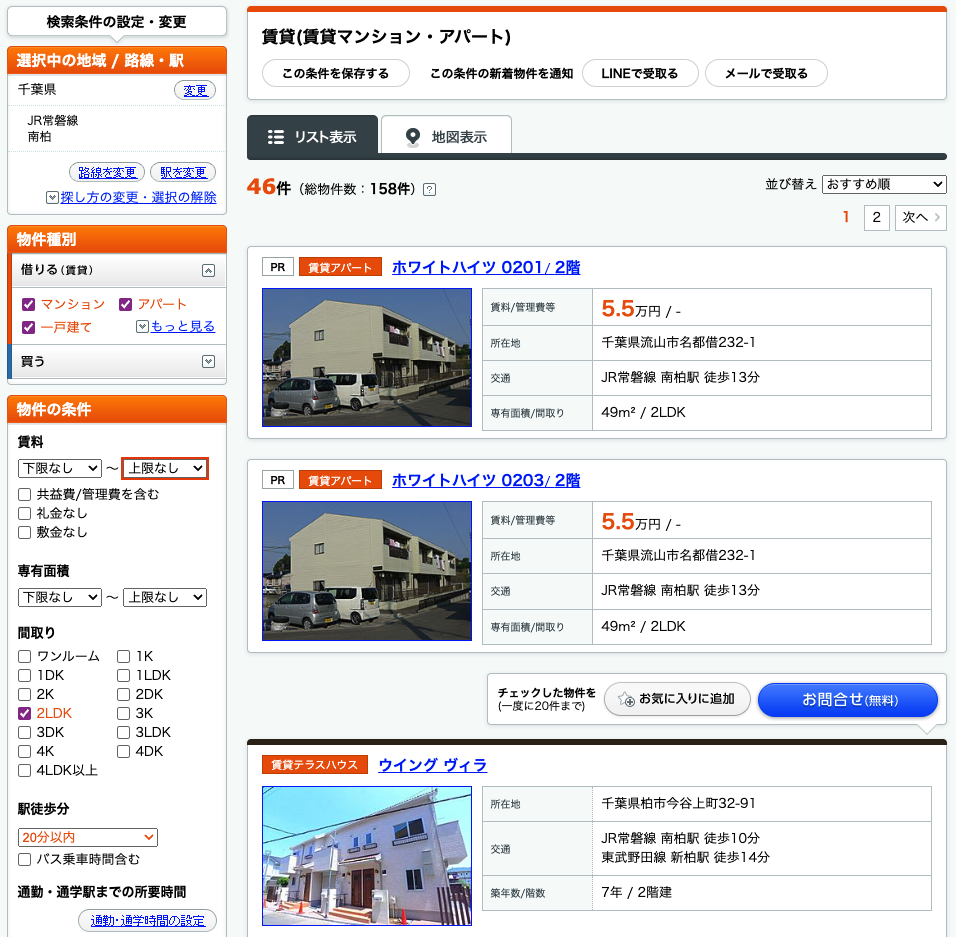 検索条件の設定・変更
選択中の地域 / 路線・駅
千葉県
変更
JR常磐線
南柏
路線を変更 駅を変更
探し方の変更・選択の解除
物件種別
借りる(賃貸)
マンション アパート
一戸建て もっと見る
買う
物件の条件
賃料
下限なし ～ 上限なし
共益費/管理費を含む
礼金なし
敷金なし
専有面積
下限なし ～ 上限なし
間取り
ワンルーム 1K
1DK 1LDK
2K 2DK
2LDK 3K
3DK 3LDK
4K 4DK
4LDK以上
駅徒歩分
20分以内
バス乗車時間含む
通勤・通学駅までの所要時間
通勤・通学時間の設定
賃貸(賃貸マンション・アパート)
この条件を保存する この条件の新着物件を通知 LINEで受取る メールで受取る
リスト表示 地図表示
46件 (総物件数：158件) ?
並び替え おすすめ順
1 2 次へ
PR 賃貸アパート ホワイトハイツ 0201/ 2階
賃料/管理費等 5.5万円 / -
所在地 千葉県流山市名都借232-1
交通 JR常磐線 南柏駅 徒歩13分
専有面積/間取り 49m² / 2LDK
PR 賃貸アパート ホワイトハイツ 0203/ 2階
賃料/管理費等 5.5万円 / -
所在地 千葉県流山市名都借232-1
交通 JR常磐線 南柏駅 徒歩13分
専有面積/間取り 49m² / 2LDK
チェックした物件を
(一度に20件まで)
お気に入りに追加 お問合せ(無料)
賃貸テラスハウス ウイング ヴィラ
所在地 千葉県柏市今谷上町32-91
交通 JR常磐線 南柏駅 徒歩10分
東武野田線 新柏駅 徒歩14分
築年数/階数 7年 / 2階建